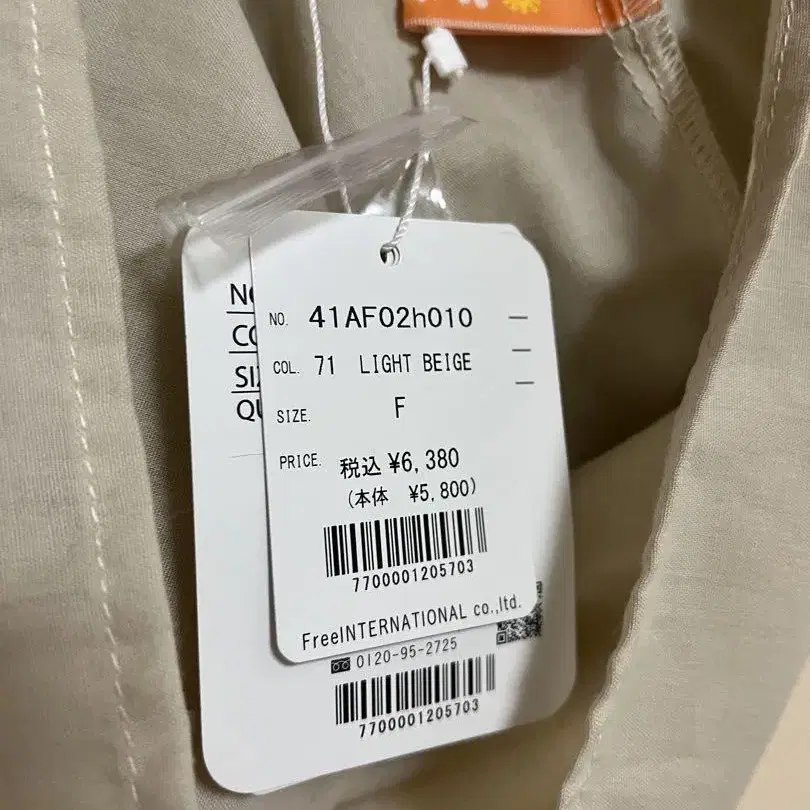 NO. 41AF02h010
COL. 71 LIGHT BEIGE
SIZE. F
PRICE. 税込 ¥6,380
(本体 ¥5,800)
7700001205703
FreeINTERNATIONAL co.,ltd.
0120-95-2725
7700001205703